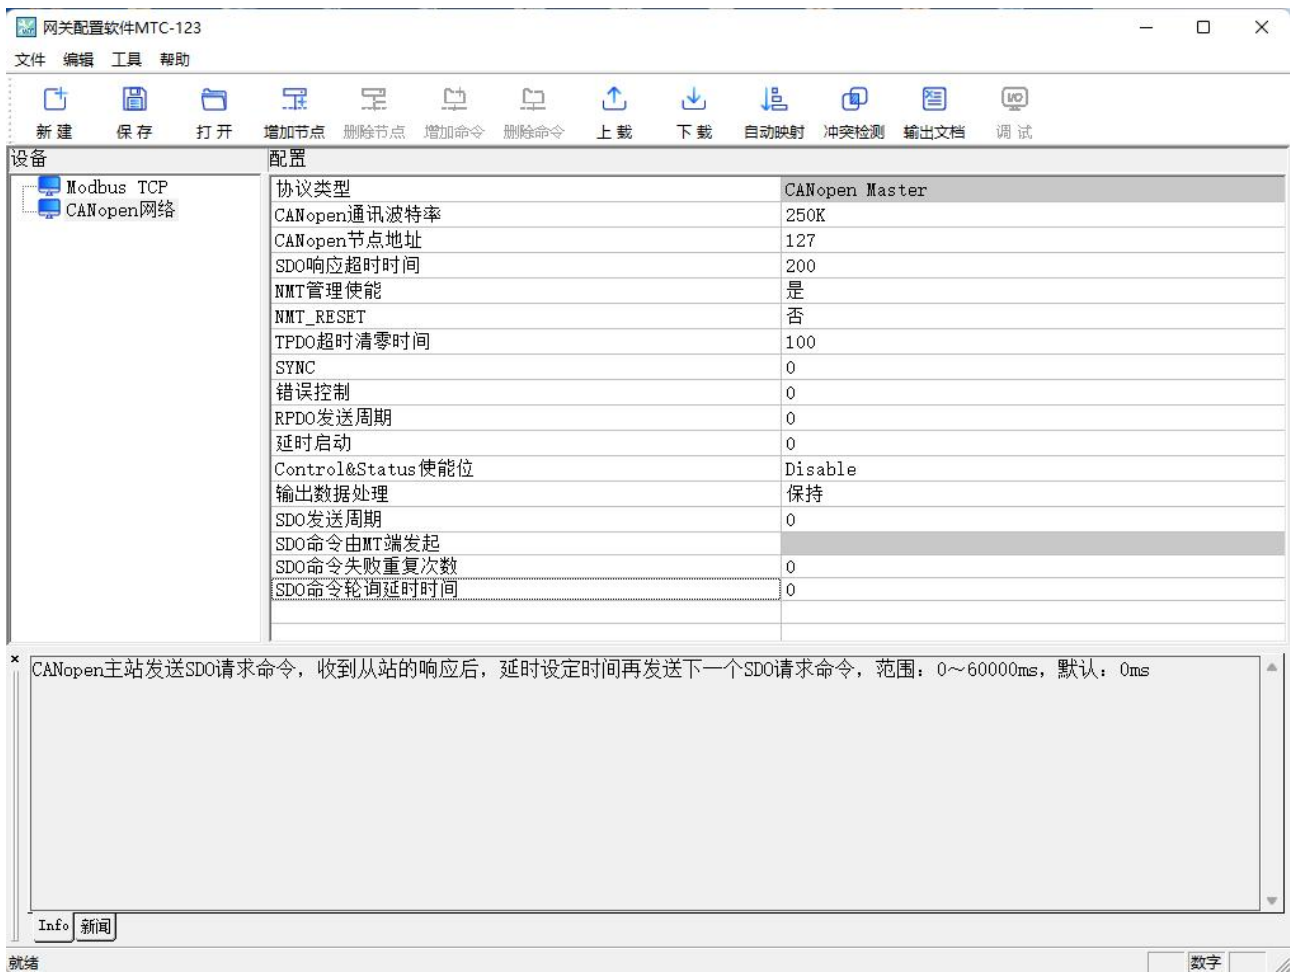 网关配置软件MTC-123
文件 编辑 工具 帮助
新建 保存 打开 增加节点 删除节点 增加命令 删除命令 上载 下载 自动映射 冲突检测 输出文档 调试
设备 配置
Modbus TCP
CANopen网络
协议类型 CANopen Master
CANopen通讯波特率 250K
CANopen节点地址 127
SDO响应超时时间 200
NMT管理使能 是
NMT_RESET 否
TPDO超时清零时间 100
SYNC 0
错误控制 0
RPDO发送周期 0
延时启动 0
Control&Status使能位 Disable
输出数据处理 保持
SDO发送周期 0
SDO命令由MT端发起
SDO命令失败重复次数 0
SDO命令轮询延时时间 0
CANopen主站发送SDO请求命令，收到从站的响应后，延时设定时间再发送下一个SDO请求命令，范围：0～60000ms，默认：0ms
Info 新闻
就绪 数字